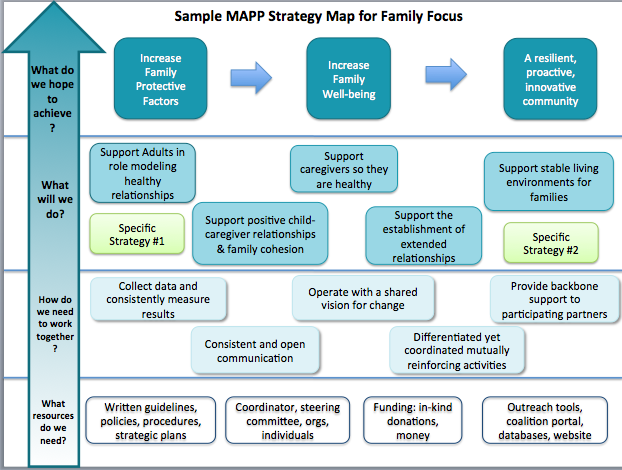 Sample MAPP Strategy Map for Family Focus
What do
we hope
to
achieve
?
Increase
Family
Protective
Factors
Increase
Family
Well-being
A resilient,
proactive,
innovative
community
What
will we
do?
Support Adults in
role modeling
healthy
relationships
Support
caregivers so they
are healthy
Support stable living
environments for
families
Specific
Strategy #1
Support positive child-
caregiver relationships
& family cohesion
Support the
establishment of
extended
relationships
Specific
Strategy #2
How do
we need
to work
together
?
Collect data and
consistently measure
results
Operate with a shared
vision for change
Provide backbone
support to
participating partners
Consistent and open
communication
Differentiated yet
coordinated mutually
reinforcing activities
What
resources
do we
need?
Written guidelines,
policies, procedures,
strategic plans
Coordinator, steering
committee, orgs,
individuals
Funding: in-kind
donations,
money
Outreach tools,
coalition portal,
databases, website